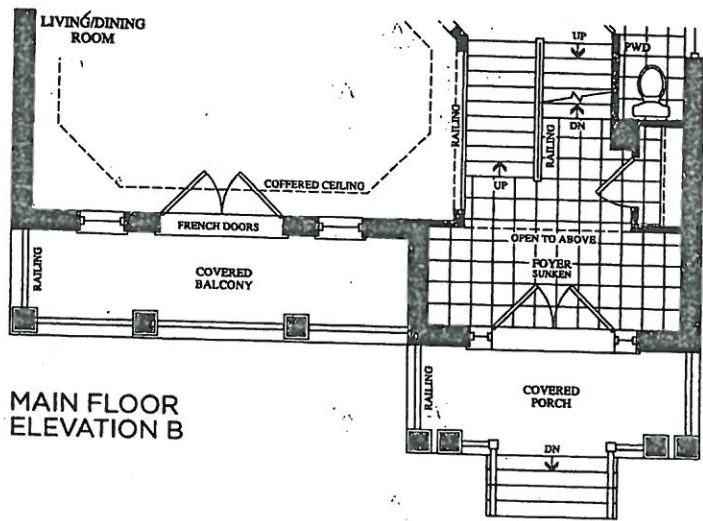 LIVING/DINING
ROOM
UP
PWD
RAILING
RAILING
DN
UP
COFFERED CEILING
FRENCH DOORS
OPEN TO ABOVE
FOYER
SUNKEN
RAILING
COVERED
BALCONY
MAIN FLOOR
ELEVATION B
RAILING
COVERED
PORCH
DN